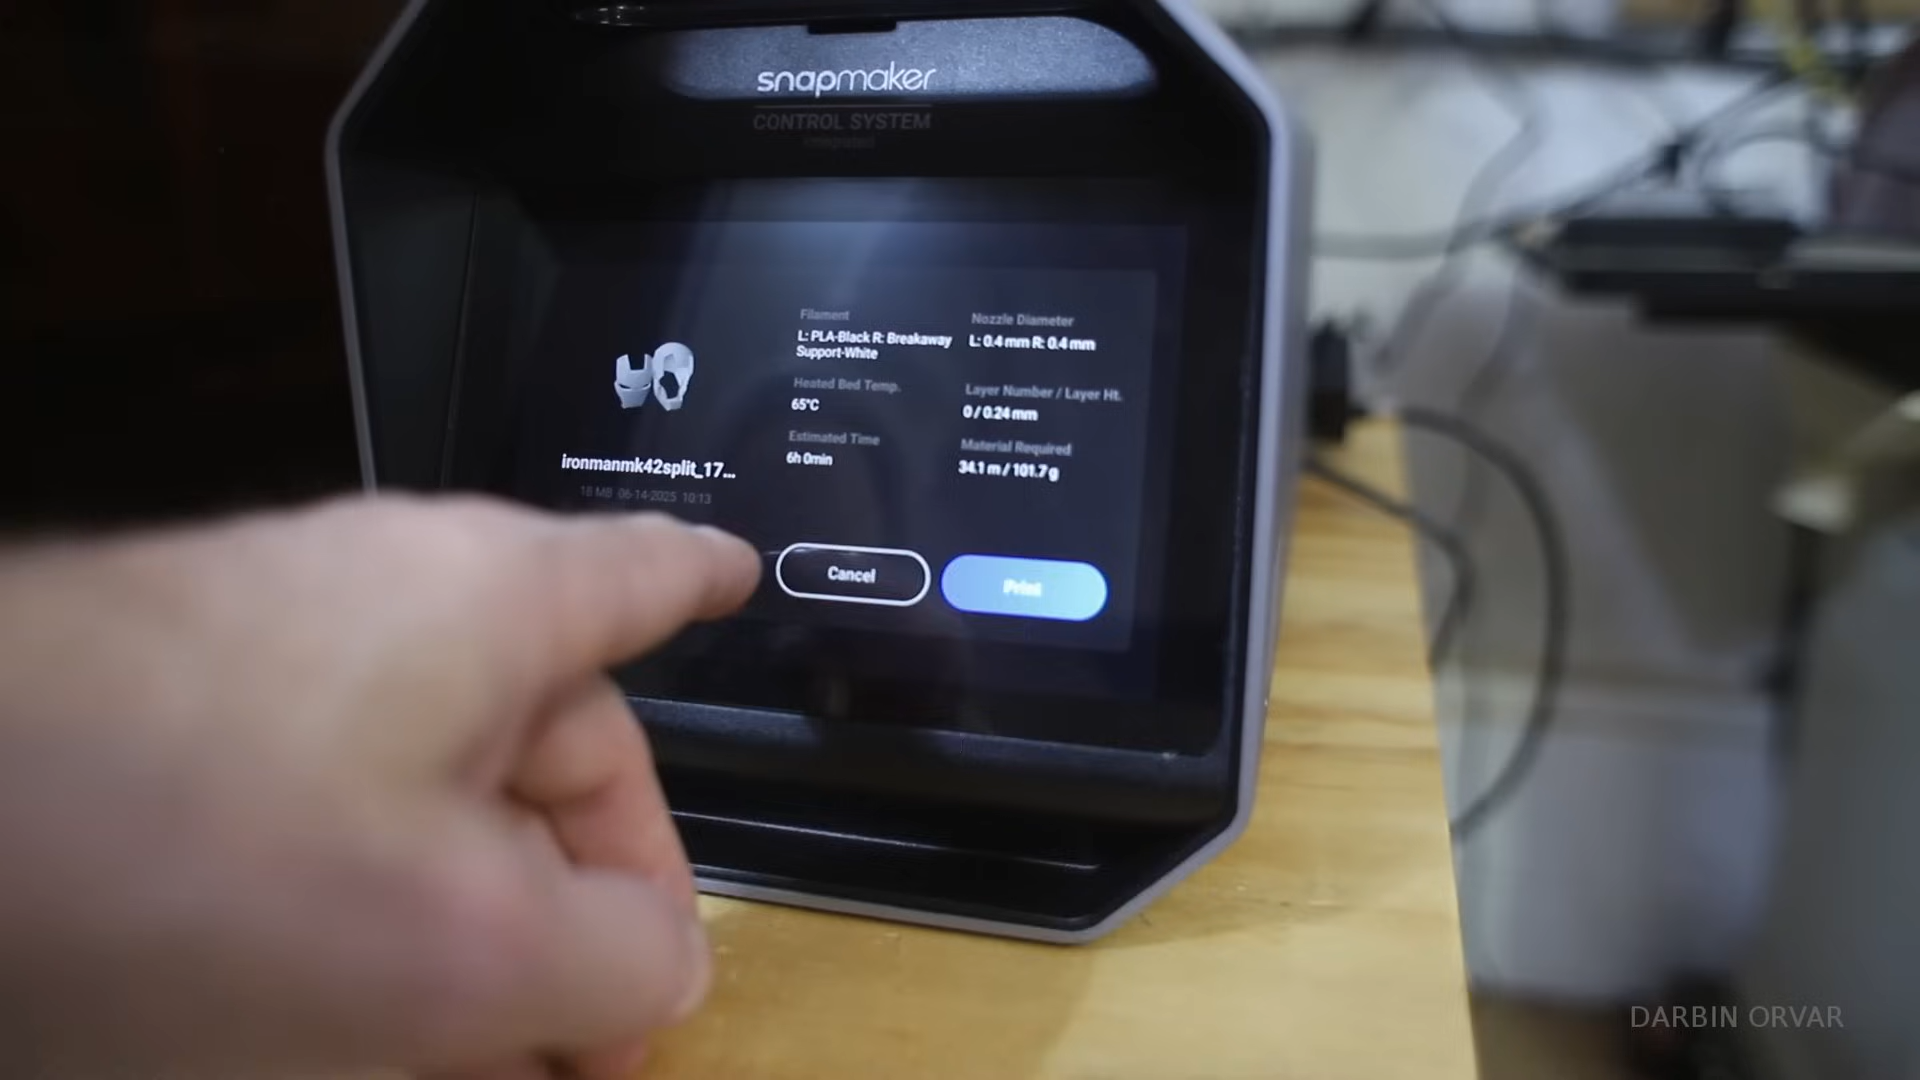 snapmaker
CONTROL SYSTEM
Filament
L: PLA-Black R: Breakaway
Support-White
Nozzle Diameter
L: 0.4 mm R: 0.4 mm
Heated Bed Temp.
65°C
Layer Number / Layer Ht.
0 / 0.24 mm
Estimated Time
6h 0min
Material Required
34.1 m / 101.7 g
ironmanmk42split_17...
18 MB 06-14-2025 10:13
Cancel
Print
DARBIN ORVAR